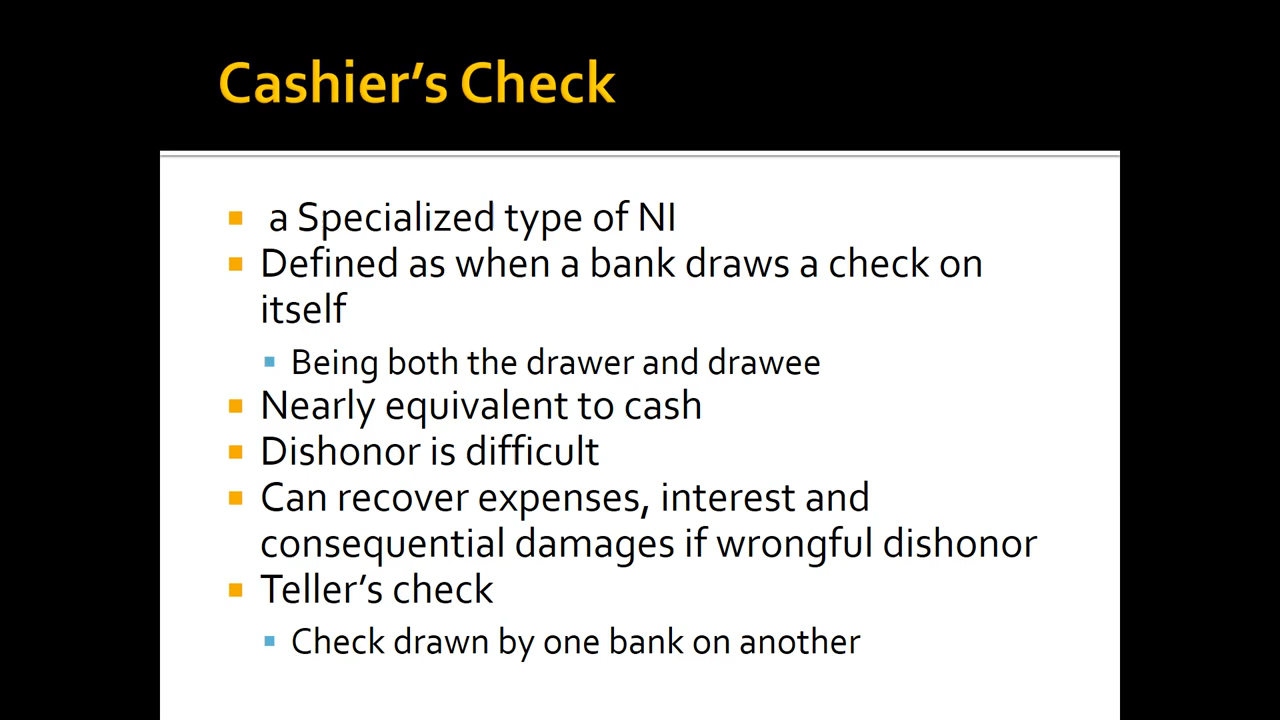 Cashier's Check
a Specialized type of NI
Defined as when a bank draws a check on
itself
Being both the drawer and drawee
Nearly equivalent to cash
Dishonor is difficult
Can recover expenses, interest and
consequential damages if wrongful dishonor
Teller's check
Check drawn by one bank on another